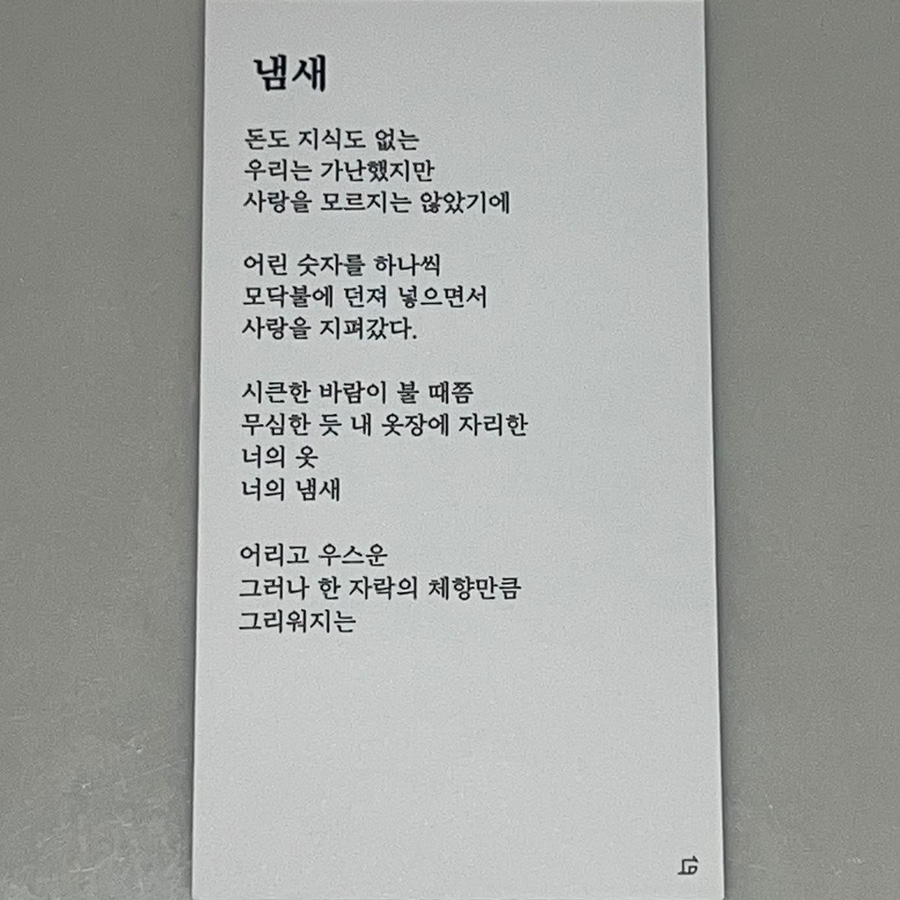 냄새
돈도 지식도 없는
우리는 가난했지만
사랑을 모르지는 않았기에
어린 숫자를 하나씩
모닥불에 던져 넣으면서
사랑을 지펴갔다.
시큰한 바람이 불 때쯤
무심한 듯 내 옷장에 자리한
너의 옷
너의 냄새
어리고 우스운
그러나 한 자락의 체향만큼
그리워지는